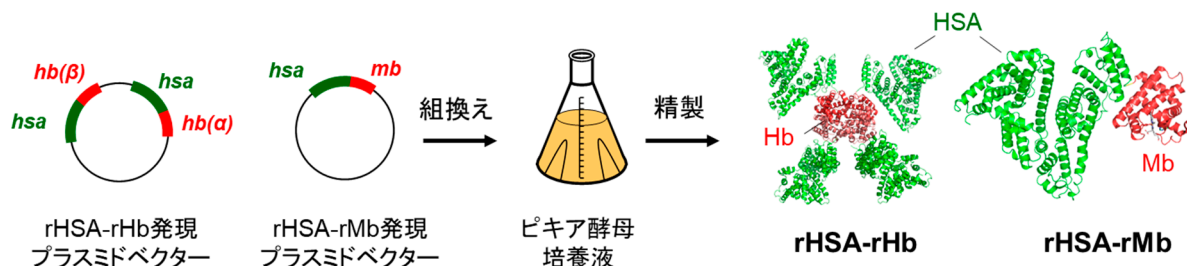 hb(β)
hsa
hsa
hb(α)
hsa
mb
組換え
精製
HSA
Hb
Mb
rHSA-rHb発現
プラスミドベクター
rHSA-rMb発現
プラスミドベクター
ピキア酵母
培養液
rHSA-rHb
rHSA-rMb